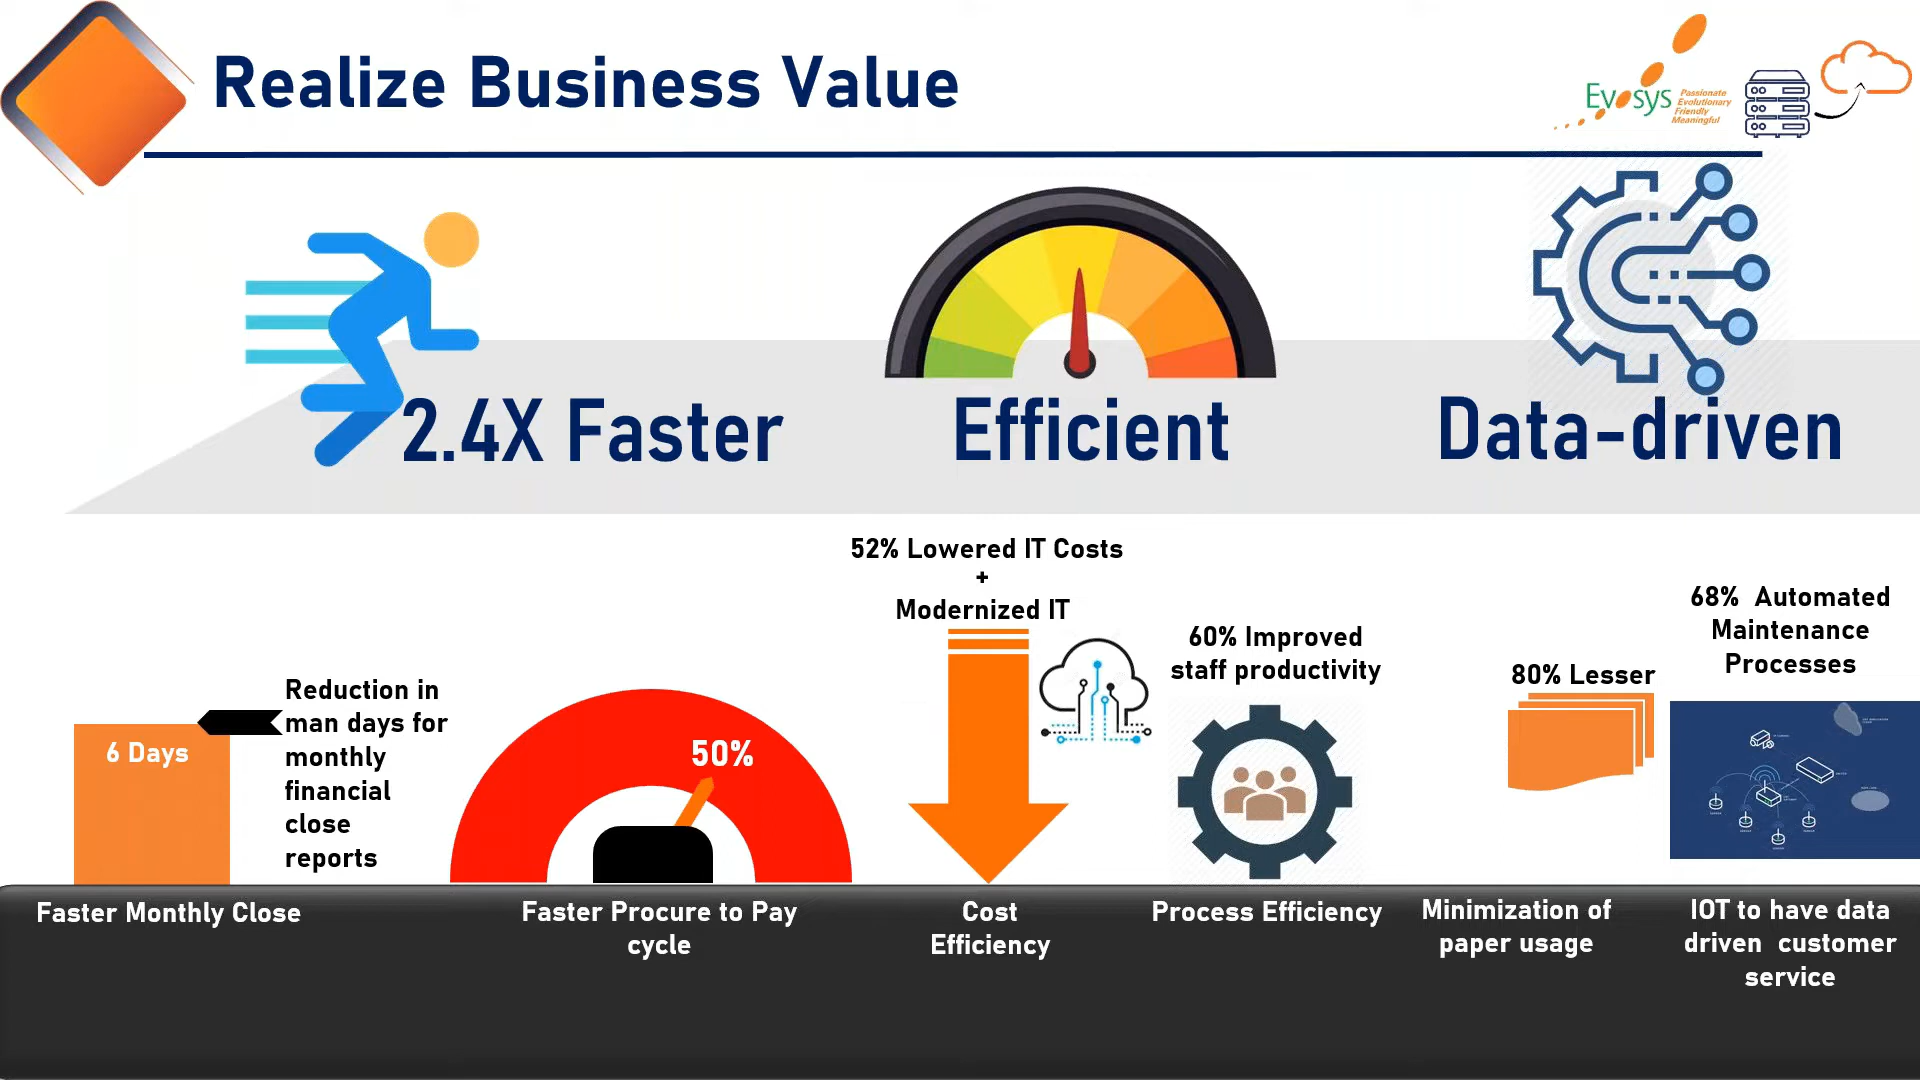 Realize Business Value
Evosys
Passionate
Evolutionary
Friendly
Meaningful
2.4X Faster
Efficient
Data-driven
6 Days
Reduction in
man days for
monthly
financial
close
reports
50%
52% Lowered IT Costs
+
Modernized IT
60% Improved
staff productivity
80% Lesser
68% Automated
Maintenance
Processes
Faster Monthly Close
Faster Procure to Pay
cycle
Cost
Efficiency
Process Efficiency
Minimization of
paper usage
IOT to have data
driven customer
service